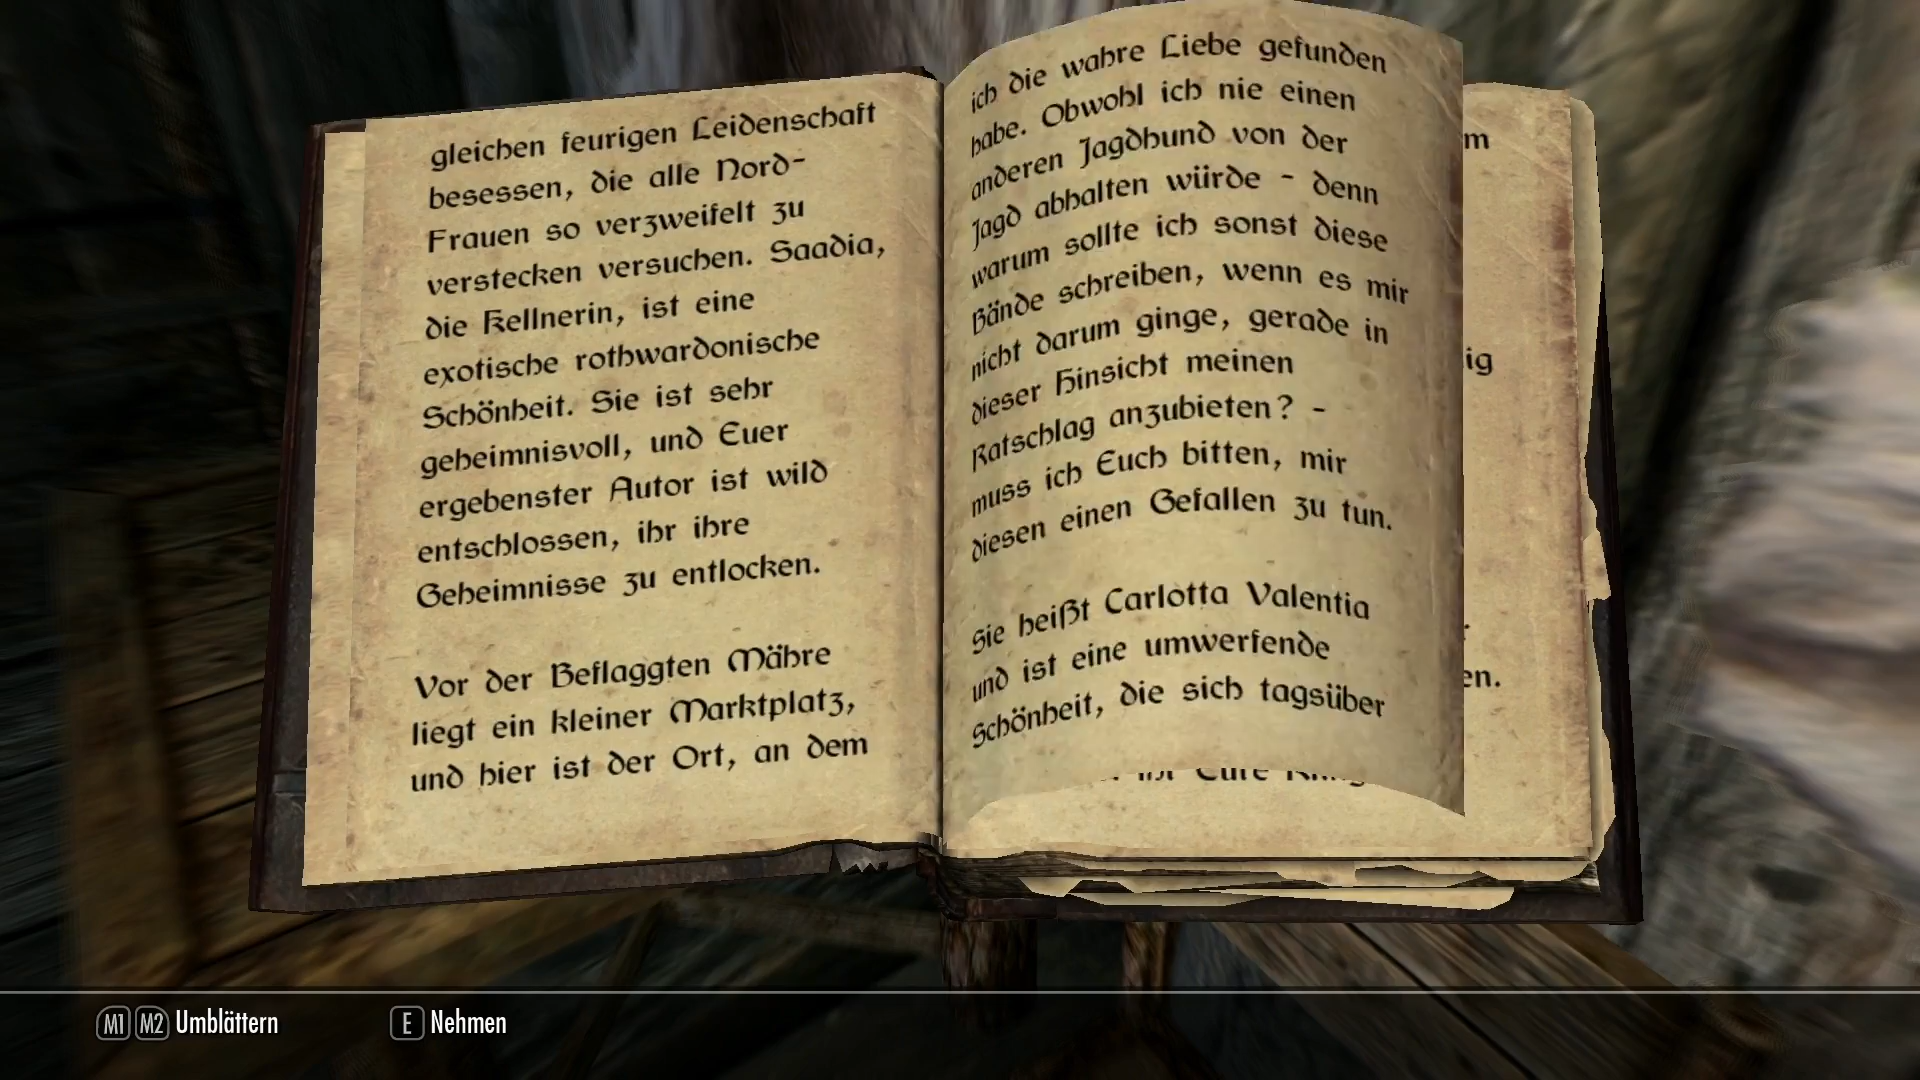 gleichen feurigen Leidenschaft
besessen, die alle Nord-
Frauen so verzweifelt zu
verstecken versuchen. Saadia,
die Kellnerin, ist eine
exotische rothwardonische
Schönheit. Sie ist sehr
geheimnisvoll, und Euer
ergebenster Autor ist wild
entschlossen, ihr ihre
Geheimnisse zu entlocken.
Vor der Beflaggten Mähre
liegt ein kleiner Marktplatz,
und hier ist der Ort, an dem
ich die wahre Liebe gefunden
habe. Obwohl ich nie einen
anderen Jagdhund von der
Jagd abhalten würde - denn
warum sollte ich sonst diese
Bände schreiben, wenn es mir
nicht darum ginge, gerade in
dieser Hinsicht meinen
Ratschlag anzubieten? -
muss ich Euch bitten, mir
diesen einen Gefallen zu tun.
Sie heißt Carlotta Valentia
und ist eine umwerfende
Schönheit, die sich tagsüber
m
ig
en.
M1 M2 Umblättern
E Nehmen